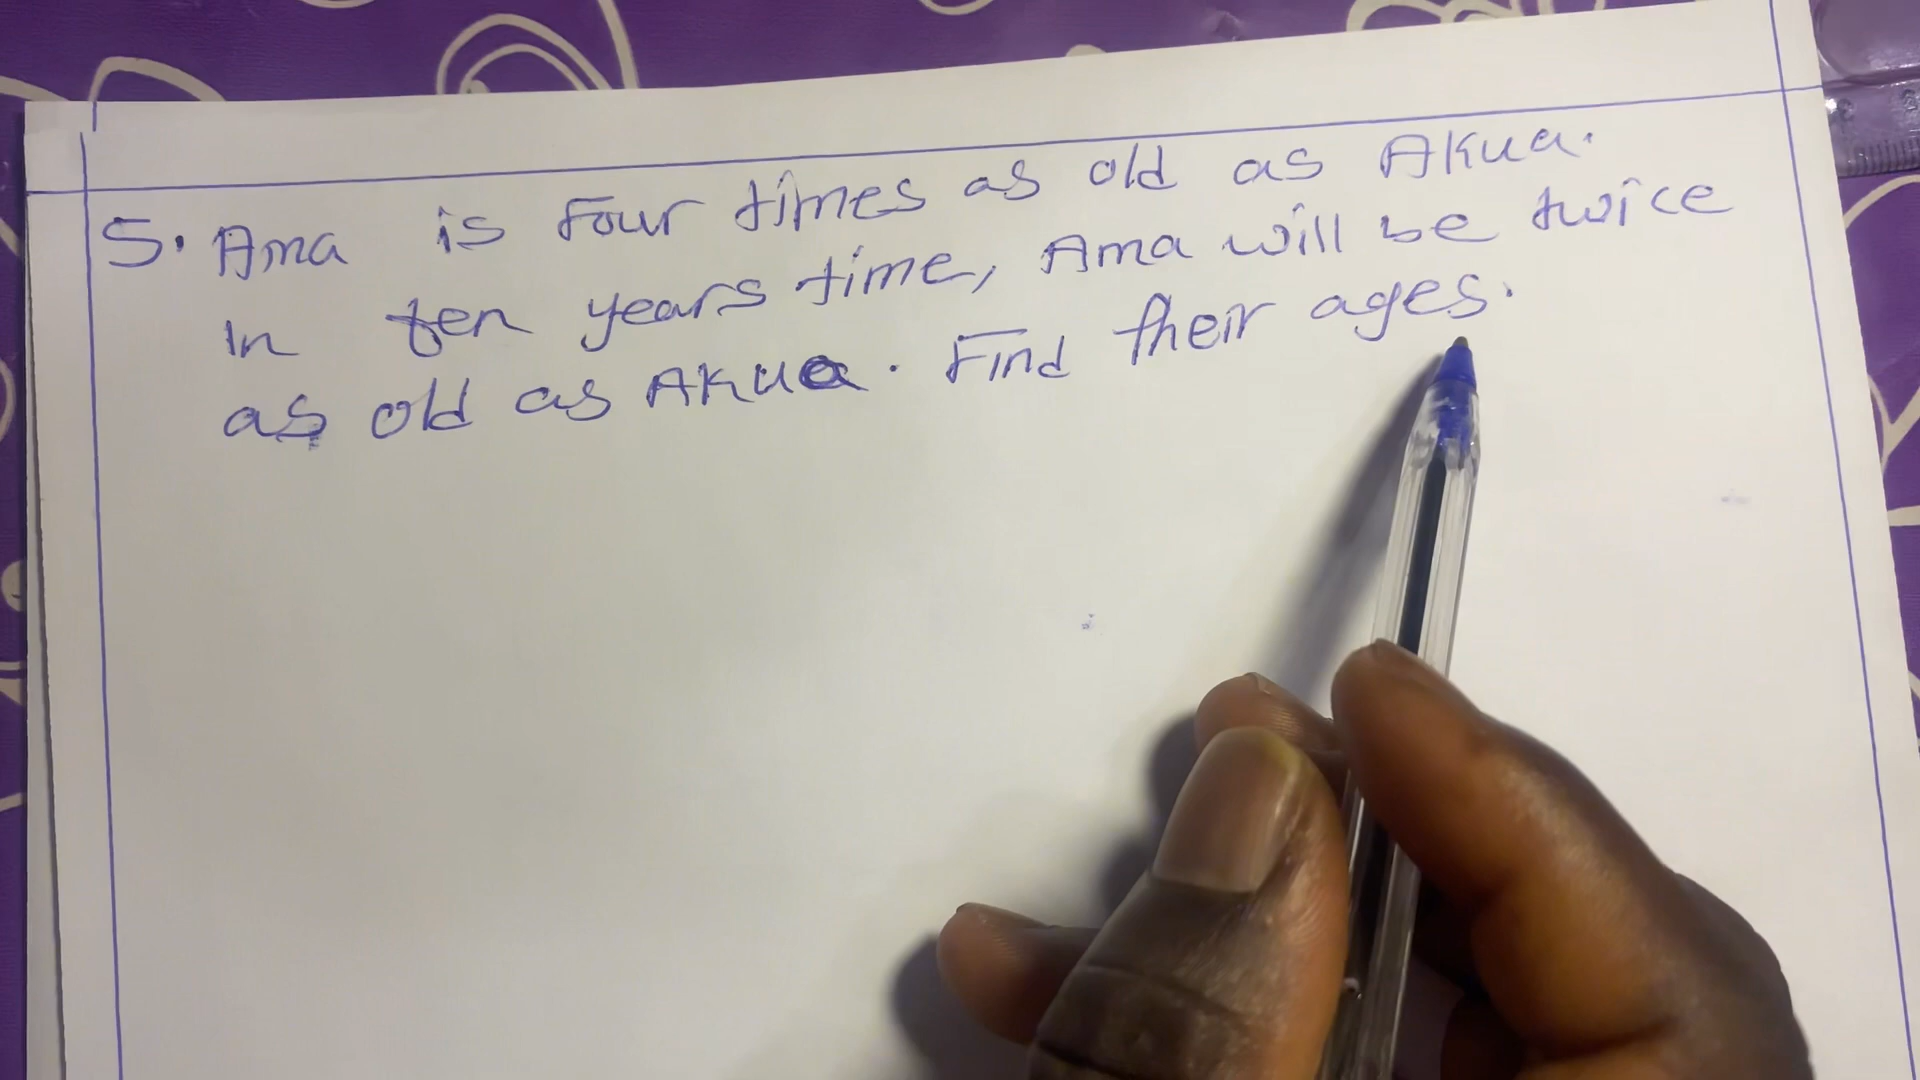 5. Ama is four times as old as Akua.
In ten years time, Ama will be twice
as old as Akua. Find their ages.